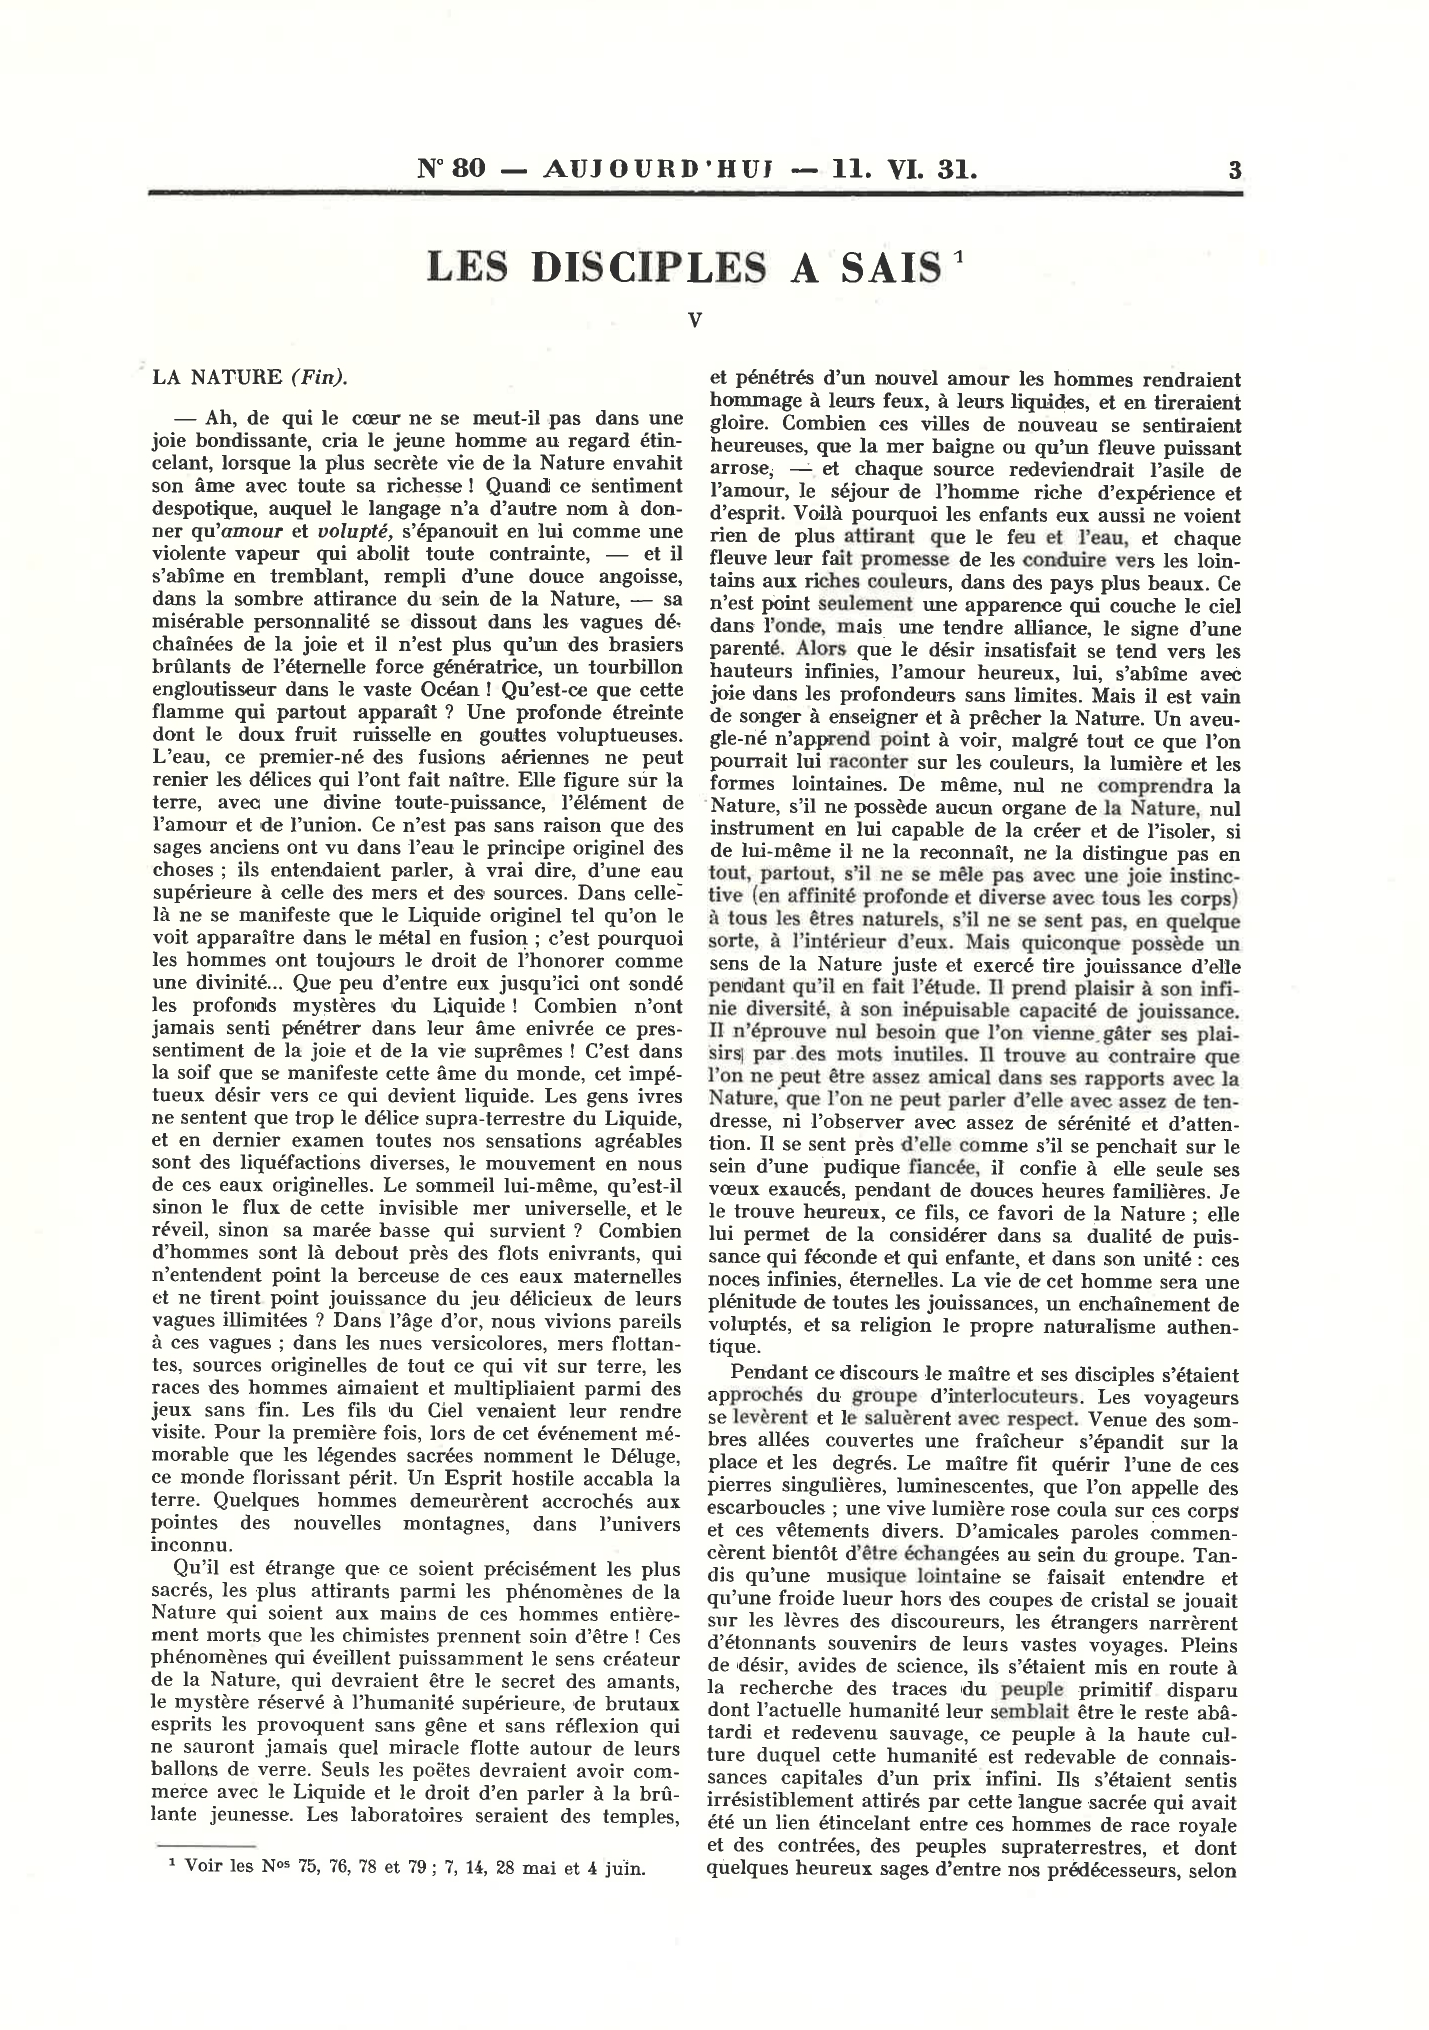 N° 80 — AUJOURD'HUI — 11. VI. 31. 3
LES DISCIPLES A SAIS ¹
V
LA NATURE (Fin).
— Ah, de qui le cœur ne se meut-il pas dans une
joie bondissante, cria le jeune homme au regard étin-
celant, lorsque la plus secrète vie de la Nature envahit
son âme avec toute sa richesse ! Quand ce sentiment
despotique, auquel le langage n'a d'autre nom à don-
ner qu'amour et volupté, s'épanouit en lui comme une
violente vapeur qui abolit toute contrainte, — et il
s'abîme en tremblant, rempli d'une douce angoisse,
dans la sombre attirance du sein de la Nature, — sa
misérable personnalité se dissout dans les vagues dé-
chaînées de la joie et il n'est plus qu'un des brasiers
brûlants de l'éternelle force génératrice, un tourbillon
engloutisseur dans le vaste Océan ! Qu'est-ce que cette
flamme qui partout apparaît ? Une profonde étreinte
dont le doux fruit ruisselle en gouttes voluptueuses.
L'eau, ce premier-né des fusions aériennes ne peut
renier les délices qui l'ont fait naître. Elle figure sur la
terre, avec une divine toute-puissance, l'élément de
l'amour et de l'union. Ce n'est pas sans raison que des
sages anciens ont vu dans l'eau le principe originel des
choses ; ils entendaient parler, à vrai dire, d'une eau
supérieure à celle des mers et des sources. Dans celle-
là ne se manifeste que le Liquide originel tel qu'on le
voit apparaître dans le métal en fusion ; c'est pourquoi
les hommes ont toujours le droit de l'honorer comme
une divinité... Que peu d'entre eux jusqu'ici ont sondé
les profonds mystères du Liquide ! Combien n'ont
jamais senti pénétrer dans leur âme enivrée ce pres-
sentiment de la joie et de la vie suprêmes ! C'est dans
la soif que se manifeste cette âme du monde, cet impé-
tueux désir vers ce qui devient liquide. Les gens ivres
ne sentent que trop le délice supra-terrestre du Liquide,
et en dernier examen toutes nos sensations agréables
sont des liquéfactions diverses, le mouvement en nous
de ces eaux originelles. Le sommeil lui-même, qu'est-il
sinon le flux de cette invisible mer universelle, et le
réveil, sinon sa marée basse qui survient ? Combien
d'hommes sont là debout près des flots enivrants, qui
n'entendent point la berceuse de ces eaux maternelles
et ne tirent point jouissance du jeu délicieux de leurs
vagues illimitées ? Dans l'âge d'or, nous vivions pareils
à ces vagues ; dans les nues versicolores, mers flottan-
tes, sources originelles de tout ce qui vit sur terre, les
races des hommes aimaient et multipliaient parmi des
jeux sans fin. Les fils du Ciel venaient leur rendre
visite. Pour la première fois, lors de cet événement mé-
morable que les légendes sacrées nomment le Déluge,
ce monde florissant périt. Un Esprit hostile accabla la
terre. Quelques hommes demeurèrent accrochés aux
pointes des nouvelles montagnes, dans l'univers
inconnu.
Qu'il est étrange que ce soient précisément les plus
sacrés, les plus attirants parmi les phénomènes de la
Nature qui soient aux mains de ces hommes entière-
ment morts que les chimistes prennent soin d'être ! Ces
phénomènes qui éveillent puissamment le sens créateur
de la Nature, qui devraient être le secret des amants,
le mystère réservé à l'humanité supérieure, de brutaux
esprits les provoquent sans gêne et sans réflexion qui
ne sauront jamais quel miracle flotte autour de leurs
ballons de verre. Seuls les poëtes devraient avoir com-
merce avec le Liquide et le droit d'en parler à la brû-
lante jeunesse. Les laboratoires seraient des temples,
¹ Voir les Nos 75, 76, 78 et 79 ; 7, 14, 28 mai et 4 juin.
et pénétrés d'un nouvel amour les hommes rendraient
hommage à leurs feux, à leurs liquides, et en tireraient
gloire. Combien ces villes de nouveau se sentiraient
heureuses, que la mer baigne ou qu'un fleuve puissant
arrose, — et chaque source redeviendrait l'asile de
l'amour, le séjour de l'homme riche d'expérience et
d'esprit. Voilà pourquoi les enfants eux aussi ne voient
rien de plus attirant que le feu et l'eau, et chaque
fleuve leur fait promesse de les conduire vers les loin-
tains aux riches couleurs, dans des pays plus beaux. Ce
n'est point seulement une apparence qui couche le ciel
dans l'onde, mais une tendre alliance, le signe d'une
parenté. Alors que le désir insatisfait se tend vers les
hauteurs infinies, l'amour heureux, lui, s'abîme avec
joie dans les profondeurs sans limites. Mais il est vain
de songer à enseigner et à prêcher la Nature. Un aveu-
gle-né n'apprend point à voir, malgré tout ce que l'on
pourrait lui raconter sur les couleurs, la lumière et les
formes lointaines. De même, nul ne comprendra la
Nature, s'il ne possède aucun organe de la Nature, nul
instrument en lui capable de la créer et de l'isoler, si
de lui-même il ne la reconnaît, ne la distingue pas en
tout, partout, s'il ne se mêle pas avec une joie instinc-
tive (en affinité profonde et diverse avec tous les corps)
à tous les êtres naturels, s'il ne se sent pas, en quelque
sorte, à l'intérieur d'eux. Mais quiconque possède un
sens de la Nature juste et exercé tire jouissance d'elle
pendant qu'il en fait l'étude. Il prend plaisir à son infi-
nie diversité, à son inépuisable capacité de jouissance.
Il n'éprouve nul besoin que l'on vienne gâter ses plai-
sirs par des mots inutiles. Il trouve au contraire que
l'on ne peut être assez amical dans ses rapports avec la
Nature, que l'on ne peut parler d'elle avec assez de ten-
dresse, ni l'observer avec assez de sérénité et d'atten-
tion. Il se sent près d'elle comme s'il se penchait sur le
sein d'une pudique fiancée, il confie à elle seule ses
vœux exaucés, pendant de douces heures familières. Je
le trouve heureux, ce fils, ce favori de la Nature ; elle
lui permet de la considérer dans sa dualité de puis-
sance qui féconde et qui enfante, et dans son unité : ces
noces infinies, éternelles. La vie de cet homme sera une
plénitude de toutes les jouissances, un enchaînement de
voluptés, et sa religion le propre naturalisme authen-
tique.
Pendant ce discours le maître et ses disciples s'étaient
approchés du groupe d'interlocuteurs. Les voyageurs
se levèrent et le saluèrent avec respect. Venue des som-
bres allées couvertes une fraîcheur s'épandit sur la
place et les degrés. Le maître fit quérir l'une de ces
pierres singulières, luminescentes, que l'on appelle des
escarboucles ; une vive lumière rose coula sur ces corps
et ces vêtements divers. D'amicales paroles commen-
cèrent bientôt d'être échangées au sein du groupe. Tan-
dis qu'une musique lointaine se faisait entendre et
qu'une froide lueur hors des coupes de cristal se jouait
sur les lèvres des discoureurs, les étrangers narrèrent
d'étonnants souvenirs de leurs vastes voyages. Pleins
de désir, avides de science, ils s'étaient mis en route à
la recherche des traces du peuple primitif disparu
dont l'actuelle humanité leur semblait être le reste abâ-
tardi et redevenu sauvage, ce peuple à la haute cul-
ture duquel cette humanité est redevable de connais-
sances capitales d'un prix infini. Ils s'étaient sentis
irrésistiblement attirés par cette langue sacrée qui avait
été un lien étincelant entre ces hommes de race royale
et des contrées, des peuples supraterrestres, et dont
quelques heureux sages d'entre nos prédécesseurs, selon